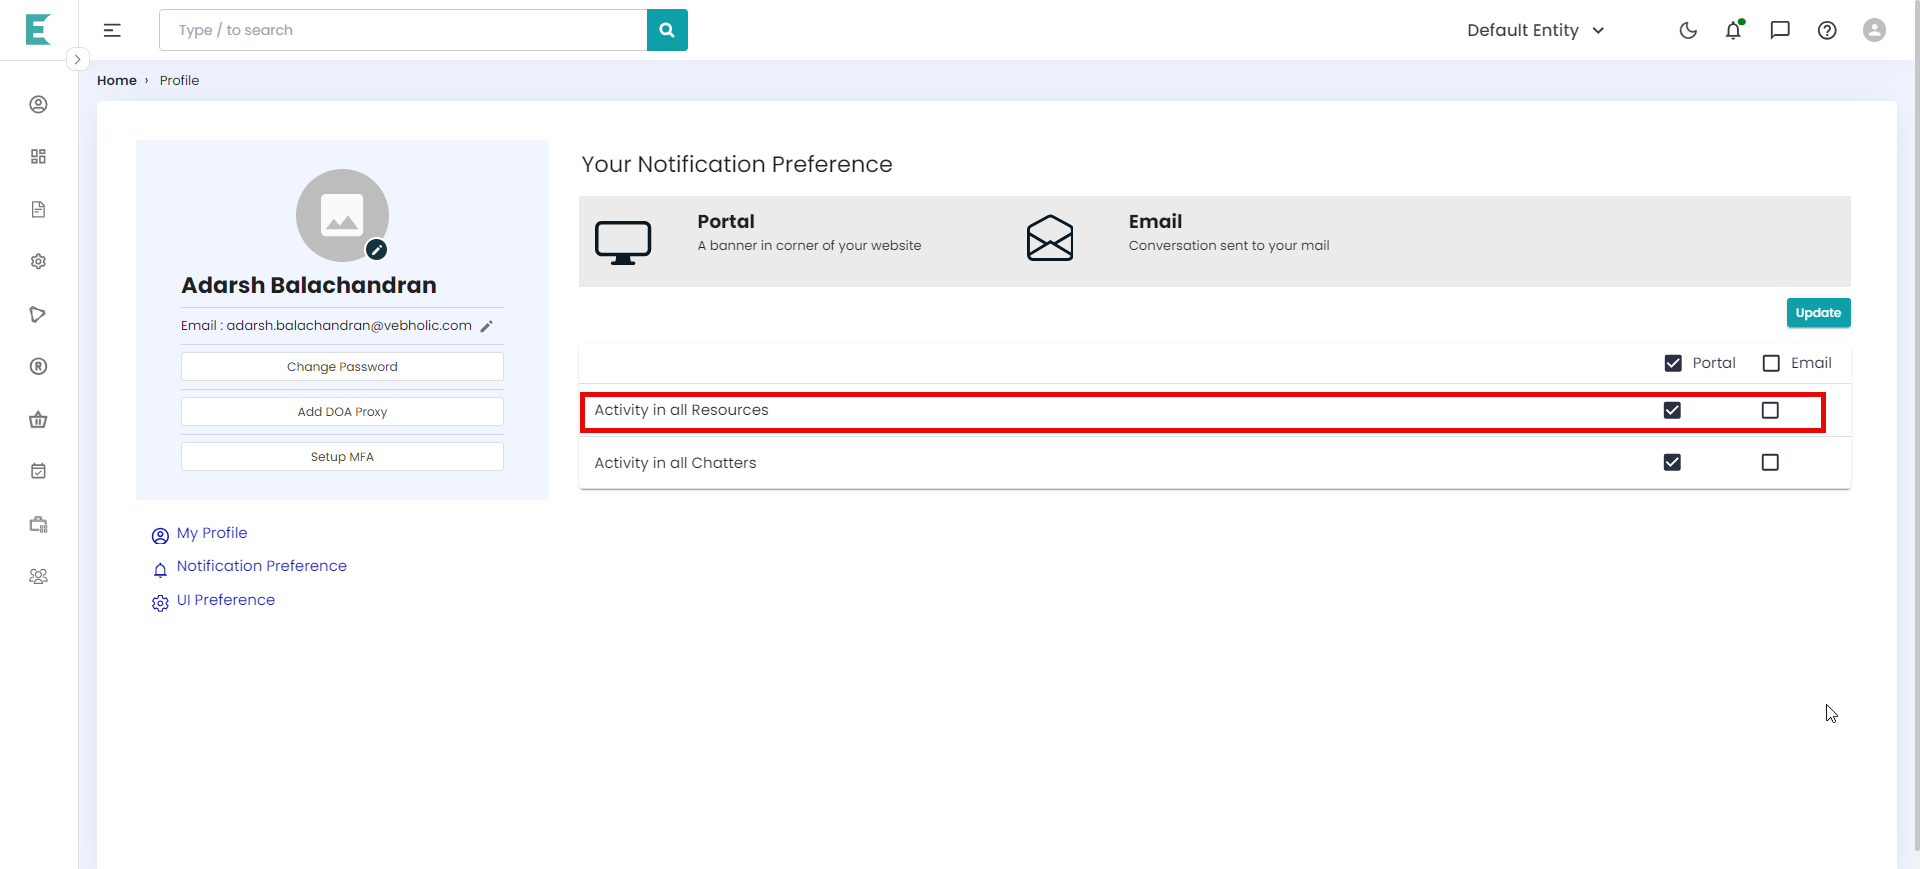 E
Type / to search
Default Entity
Home › Profile
Adarsh Balachandran
Email : adarsh.balachandran@vebholic.com
Change Password
Add DOA Proxy
Setup MFA
My Profile
Notification Preference
UI Preference
Your Notification Preference
Portal
A banner in corner of your website
Email
Conversation sent to your mail
Update
Portal Email
Activity in all Resources
Activity in all Chatters